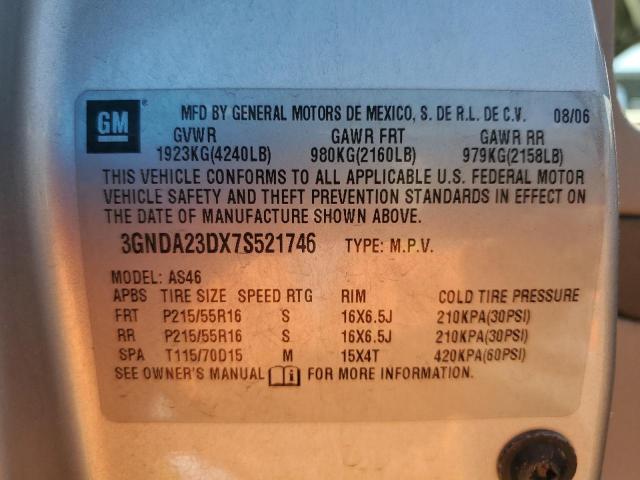 GM
MFD BY GENERAL MOTORS DE MEXICO, S. DE R.L. DE C.V. 08/06
GVWR GAWR FRT GAWR RR
1923KG(4240LB) 980KG(2160LB) 979KG(2158LB)
THIS VEHICLE CONFORMS TO ALL APPLICABLE U.S. FEDERAL MOTOR
VEHICLE SAFETY AND THEFT PREVENTION STANDARDS IN EFFECT ON
THE DATE OF MANUFACTURE SHOWN ABOVE.
3GNDA23DX7S521746 TYPE: M.P.V.
MODEL: AS46
APBS TIRE SIZE SPEED RTG RIM COLD TIRE PRESSURE
FRT P215/55R16 S 16X6.5J 210KPA(30PSI)
RR P215/55R16 S 16X6.5J 210KPA(30PSI)
SPA T115/70D15 M 15X4T 420KPA(60PSI)
SEE OWNER'S MANUAL FOR MORE INFORMATION.